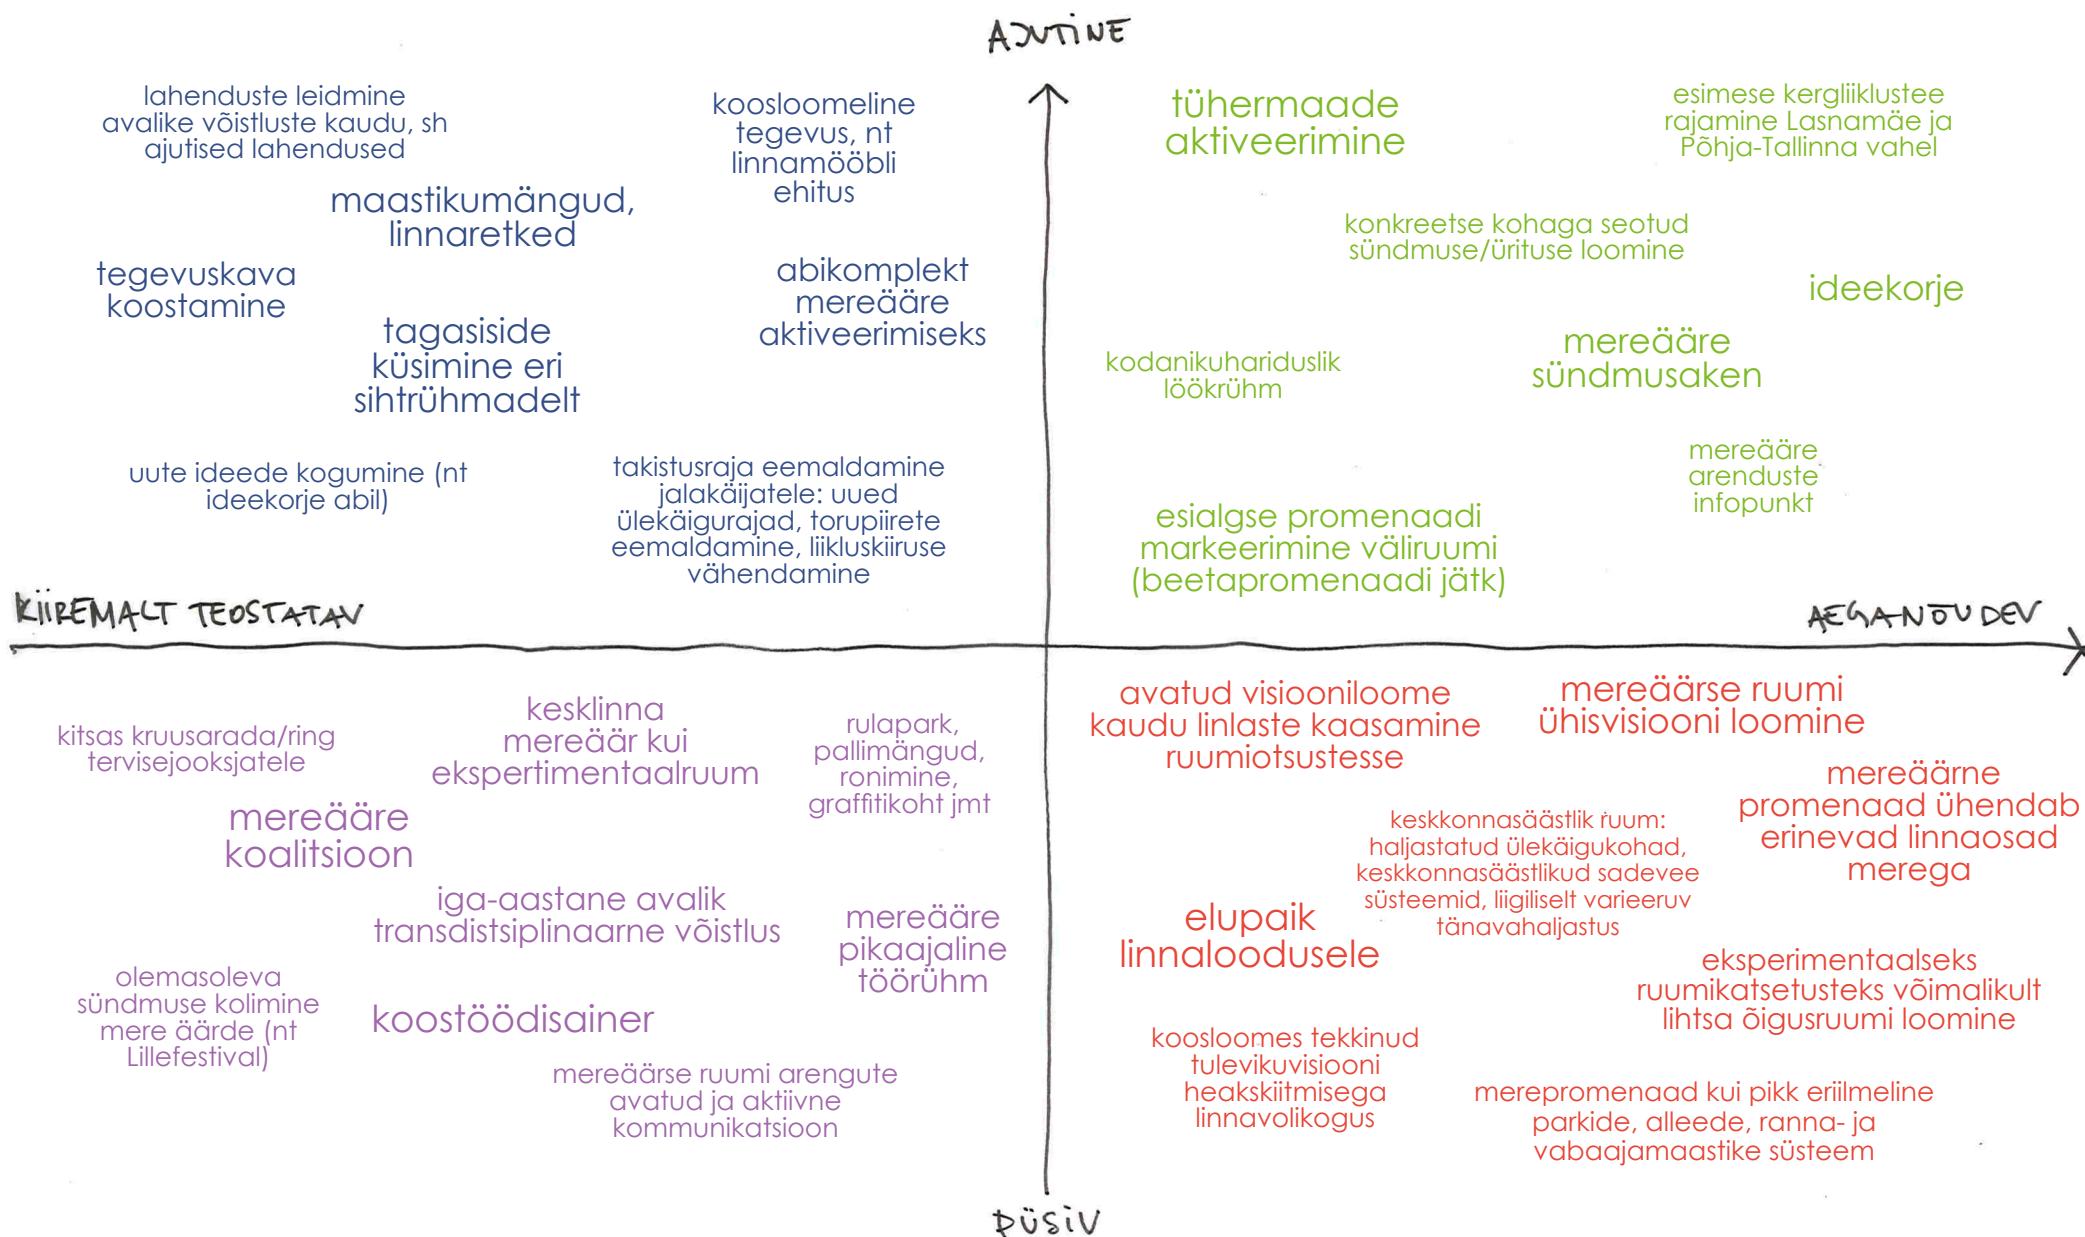 AJUTINE
lahenduste leidmine
avalike võistluste kaudu, sh
ajutised lahendused
koosloomeline
tegevus, nt
linnamööbli
ehitus
maastikumängud,
linnaretked
tegevuskava
koostamine
abikomplekt
mereääre
aktiveerimiseks
tagasiside
küsimine eri
sihtrühmadelt
uute ideede kogumine (nt
ideekorje abil)
takistusraja eemaldamine
jalakäijatele: uued
ülekäigurajad, torupiirete
eemaldamine, liikluskiiruse
vähendamine
tühermaade
aktiveerimine
esimese kergliiklustee
rajamine Lasnamäe ja
Põhja-Tallinna vahel
konkreetse kohaga seotud
sündmuse/ürituse loomine
ideekorje
kodanikuhariduslik
löökrühm
mereääre
sündmusaken
mereääre
arenduste
infopunkt
esialgse promenaadi
markeerimine väliruumi
(beetapromenaadi jätk)
KIIREMALT TEOSTATAV
AEGANÕUDEV
kitsas kruusarada/ring
tervisejooksjatele
kesklinna
mereäär kui
ekspertimentaalruum
rulapark,
pallimängud,
ronimine,
graffitikoht jmt
mereääre
koalitsioon
iga-aastane avalik
transdistsiplinaarne võistlus
mereääre
pikaajaline
töörühm
olemasoleva
sündmuse kolimine
mere äärde (nt
Lillefestival)
koostöödisainer
mereäärse ruumi arengute
avatud ja aktiivne
kommunikatsioon
avatud visiooniloome
kaudu linlaste kaasamine
ruumiotsustesse
mereäärse ruumi
ühisvisiooni loomine
mereäärne
promenaad ühendab
erinevad linnaosad
merega
keskkonnasäästlik ruum:
haljastatud ülekäigukohad,
keskkonnasäästlikud sadevee
süsteemid, liigiliselt varieeruv
tänavahaljastus
elupaik
linnaloodusele
eksperimentaalseks
ruumikatsetusteks võimalikult
lihtsa õigusruumi loomine
koosloomes tekkinud
tulevikuvisiooni
heakskiitmisega
linnavolikogus
merepromenaad kui pikk eriilmeline
parkide, alleede, ranna- ja
vabaajamaastike süsteem
PÜSIV